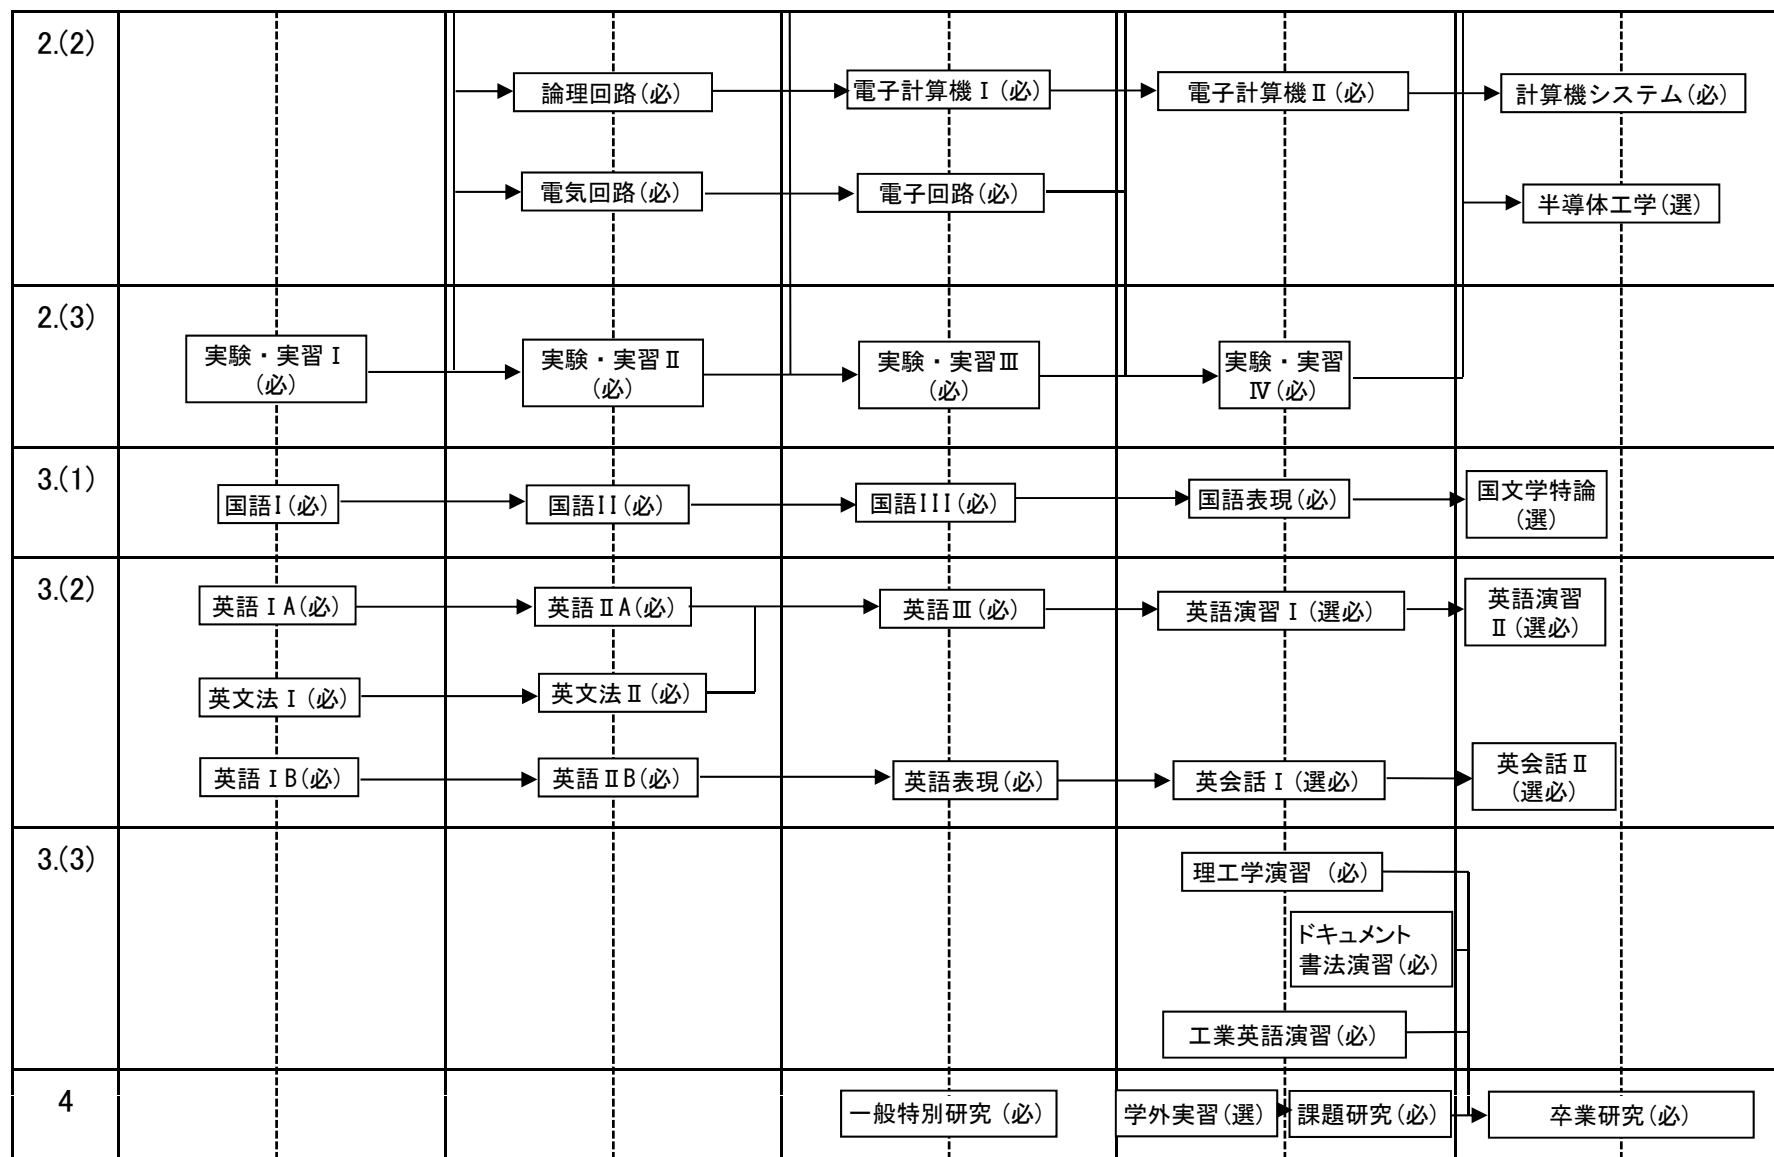 2.(2)
論理回路(必)
電子計算機Ⅰ(必)
電子計算機Ⅱ(必)
計算機システム(必)
電気回路(必)
電子回路(必)
半導体工学(選)
2.(3)
実験・実習Ⅰ
(必)
実験・実習Ⅱ
(必)
実験・実習Ⅲ
(必)
実験・実習
Ⅳ(必)
3.(1)
国語I(必)
国語II(必)
国語III(必)
国語表現(必)
国文学特論
(選)
3.(2)
英語ⅠA(必)
英語ⅡA(必)
英語Ⅲ(必)
英語演習Ⅰ(選必)
英語演習
Ⅱ(選必)
英文法Ⅰ(必)
英文法Ⅱ(必)
英語ⅠB(必)
英語ⅡB(必)
英語表現(必)
英会話Ⅰ(選必)
英会話Ⅱ
(選必)
3.(3)
理工学演習 (必)
ドキュメント
書法演習(必)
工業英語演習(必)
4
一般特別研究(必)
学外実習(選)
課題研究(必)
卒業研究(必)